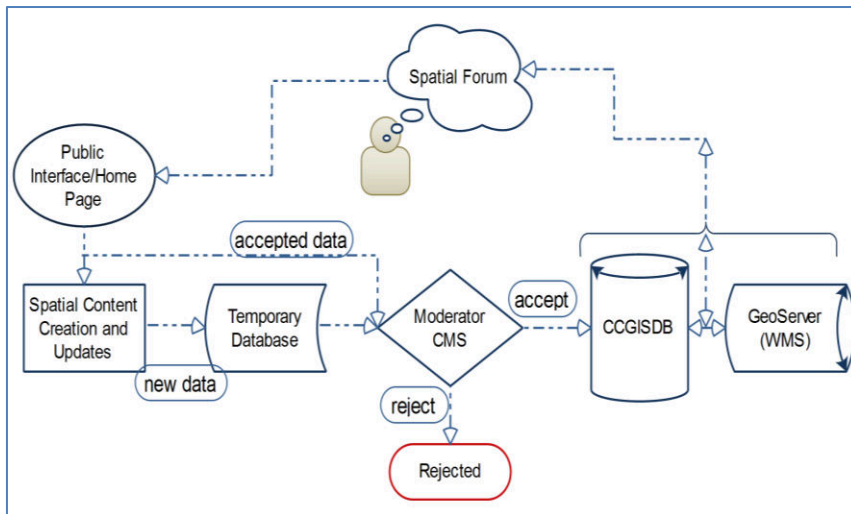 Spatial Forum
Public
Interface/Home
Page
accepted data
Spatial Content
Creation and
Updates
Temporary
Database
new data
Moderator
CMS
accept
reject
Rejected
CCGISDB
GeoServer
(WMS)